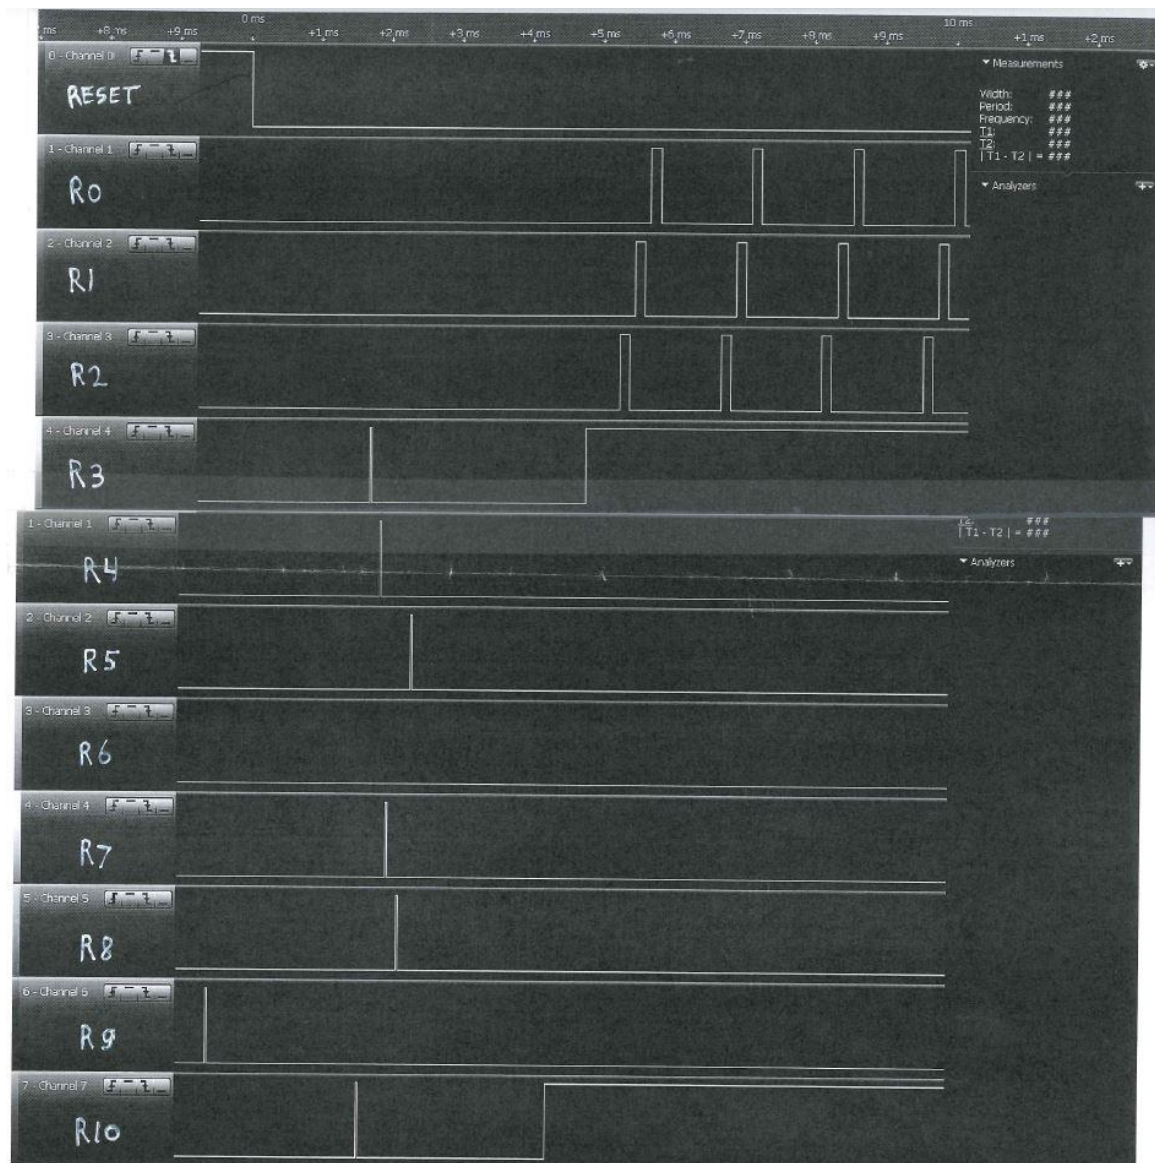 0 ms
10 ms
ms
+8 ms
+9 ms
+1 ms
+2 ms
+3 ms
+4 ms
+5 ms
+6 ms
+7 ms
+8 ms
+9 ms
+1 ms
+2 ms
0 - Channel 0
RESET
▼ Measurements
Width: ###
Period: ###
Frequency: ###
T1: ###
T2: ###
| T1 - T2 | = ###
▼ Analyzers
1 - Channel 1
R0
2 - Channel 2
R1
3 - Channel 3
R2
4 - Channel 4
R3
1 - Channel 1
R4
T2: ###
| T1 - T2 | = ###
▼ Analyzers
2 - Channel 2
R5
3 - Channel 3
R6
4 - Channel 4
R7
5 - Channel 5
R8
6 - Channel 6
R9
7 - Channel 7
R10